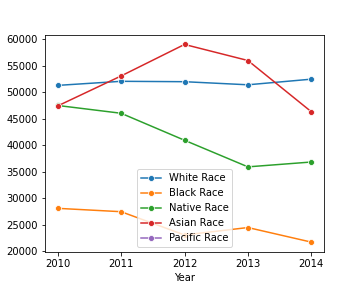 60000
55000
50000
45000
40000
35000
30000
25000
20000
White Race
Black Race
Native Race
Asian Race
Pacific Race
2010 2011 2012 2013 2014
Year